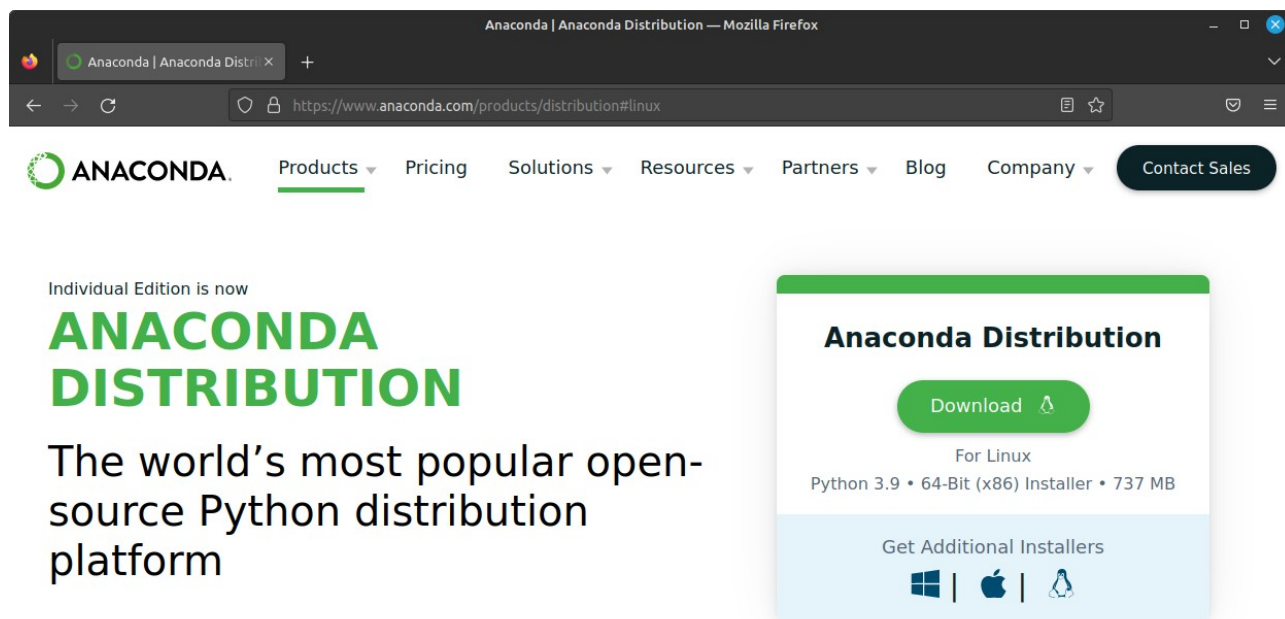 Anaconda | Anaconda Distribution — Mozilla Firefox
Anaconda | Anaconda Distri
https://www.anaconda.com/products/distribution#linux
ANACONDA. Products Pricing Solutions Resources Partners Blog Company Contact Sales
Individual Edition is now
ANACONDA
DISTRIBUTION
The world’s most popular open-
source Python distribution
platform
Anaconda Distribution
Download
For Linux
Python 3.9 • 64-Bit (x86) Installer • 737 MB
Get Additional Installers
| |